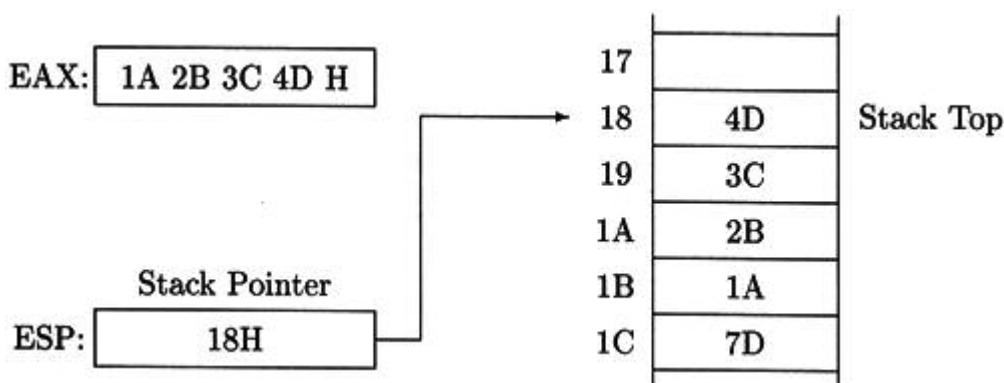 EAX: 1A 2B 3C 4D H
Stack Pointer
ESP: 18H
17
18 4D Stack Top
19 3C
1A 2B
1B 1A
1C 7D